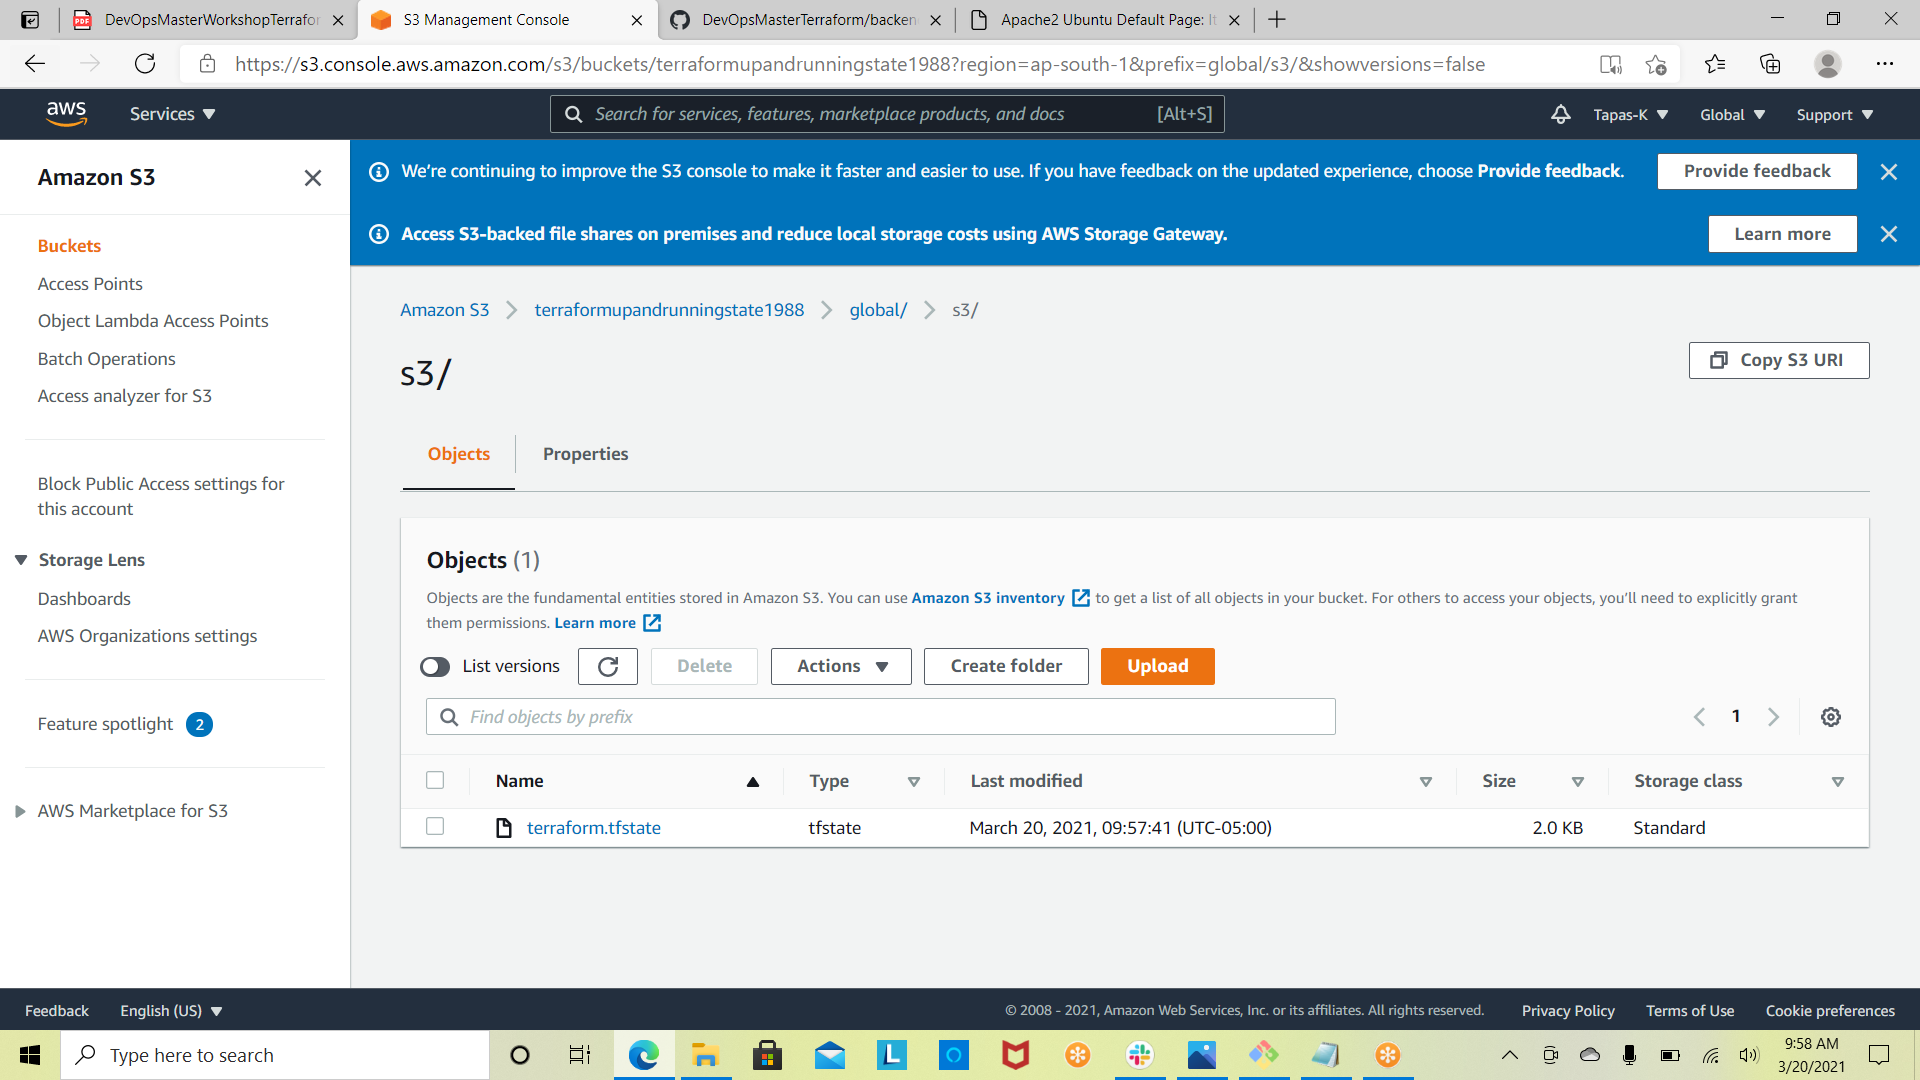 DevOpsMasterWorkshopTerrafor
S3 Management Console
DevOpsMasterTerraform/backen
Apache2 Ubuntu Default Page: It
https://s3.console.aws.amazon.com/s3/buckets/terraformupandrunningstate1988?region=ap-south-1&prefix=global/s3/&showversions=false
aws
Services
Search for services, features, marketplace products, and docs
[Alt+S]
Tapas-K
Global
Support
Amazon S3
Buckets
Access Points
Object Lambda Access Points
Batch Operations
Access analyzer for S3
Block Public Access settings for
this account
Storage Lens
Dashboards
AWS Organizations settings
Feature spotlight 2
AWS Marketplace for S3
We’re continuing to improve the S3 console to make it faster and easier to use. If you have feedback on the updated experience, choose Provide feedback.
Provide feedback
Access S3-backed file shares on premises and reduce local storage costs using AWS Storage Gateway.
Learn more
Amazon S3 terraformupandrunningstate1988 global/ s3/
s3/
Copy S3 URI
Objects
Properties
Objects (1)
Objects are the fundamental entities stored in Amazon S3. You can use Amazon S3 inventory to get a list of all objects in your bucket. For others to access your objects, you’ll need to explicitly grant
them permissions. Learn more
List versions
Delete
Actions
Create folder
Upload
Find objects by prefix
1
Name Type Last modified Size Storage class
terraform.tfstate tfstate March 20, 2021, 09:57:41 (UTC-05:00) 2.0 KB Standard
Feedback
English (US)
© 2008 - 2021, Amazon Web Services, Inc. or its affiliates. All rights reserved.
Privacy Policy
Terms of Use
Cookie preferences
Type here to search
L
9:58 AM
3/20/2021